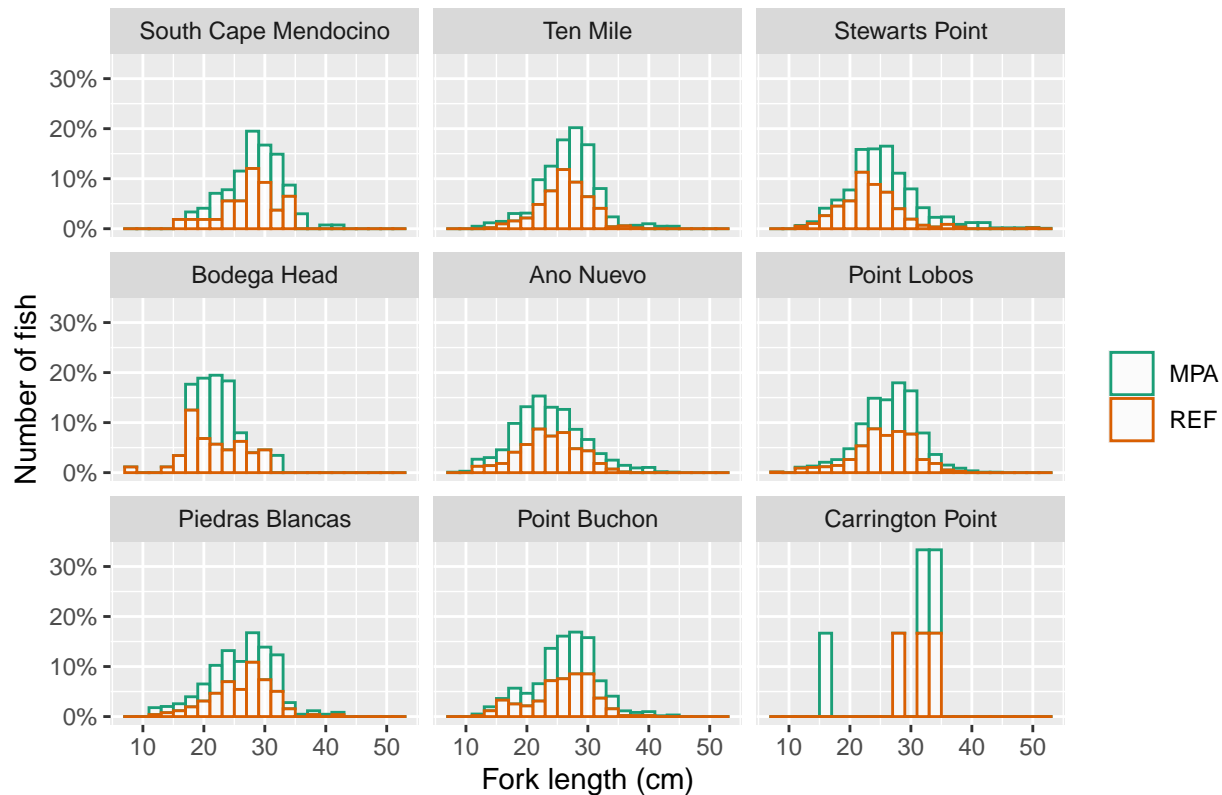 South Cape Mendocino
Ten Mile
Stewarts Point
30%
20%
10%
0%
Bodega Head
Ano Nuevo
Point Lobos
30%
20%
10%
0%
Piedras Blancas
Point Buchon
Carrington Point
30%
20%
10%
0%
10 20 30 40 50
10 20 30 40 50
10 20 30 40 50
Fork length (cm)
Number of fish
MPA
REF